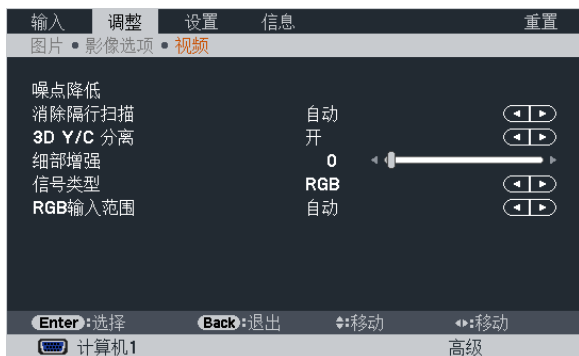 输入 调整 设置 信息 重置
图片 • 影像选项 • 视频
噪点降低
消除隔行扫描 自动
3D Y/C 分离 开
细部增强 0
信号类型 RGB
RGB输入范围 自动
Enter:选择 Back:退出 :移动 :移动
计算机1 高级